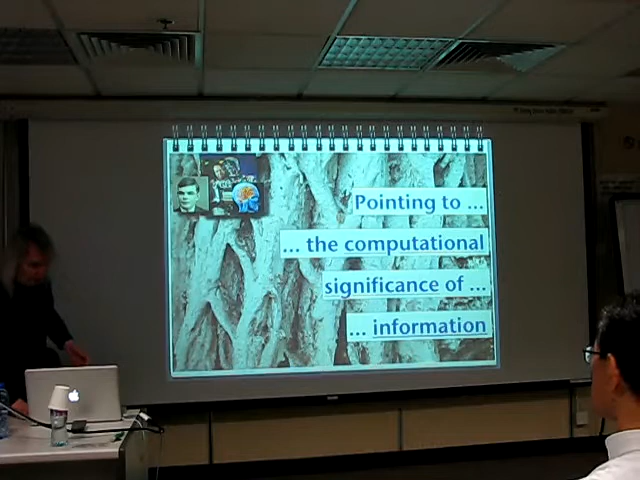 Pointing to ...
... the computational
significance of ...
... information